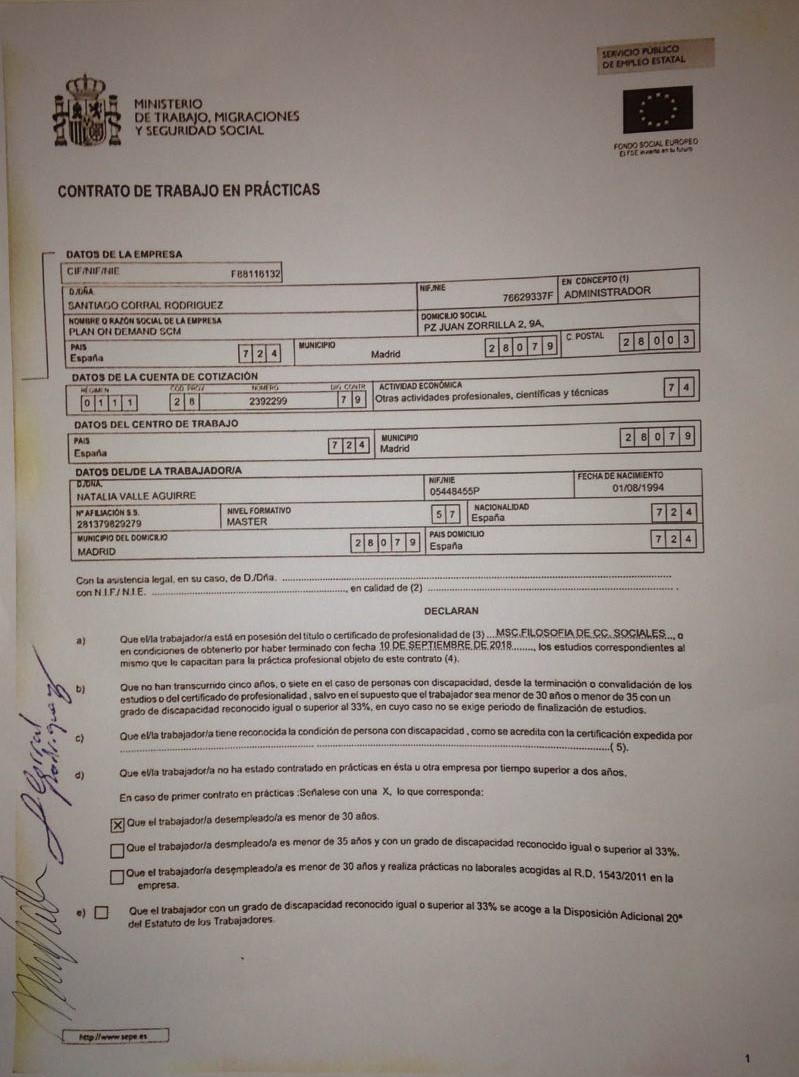 SERVICIO PÚBLICO
DE EMPLEO ESTATAL
MINISTERIO
DE TRABAJO, MIGRACIONES
Y SEGURIDAD SOCIAL
FONDO SOCIAL EUROPEO
El FSE invierte en tu futuro
CONTRATO DE TRABAJO EN PRÁCTICAS
DATOS DE LA EMPRESA
CIF/NIF/NIE F88116132
D./DÑA. NIF./NIE EN CONCEPTO (1)
SANTIAGO CORRAL RODRIGUEZ 76629337F ADMINISTRADOR
NOMBRE O RAZÓN SOCIAL DE LA EMPRESA DOMICILIO SOCIAL
PLAN ON DEMAND SCM PZ JUAN ZORRILLA 2, 9A,
PAIS MUNICIPIO C. POSTAL
España 7 2 4 Madrid 2 8 0 7 9 2 8 0 0 3
DATOS DE LA CUENTA DE COTIZACIÓN
RÉGIMEN COD. PROV. NÚMERO DIG. CONTR. ACTIVIDAD ECONÓMICA
0 1 1 1 2 8 2392299 7 9 Otras actividades profesionales, científicas y técnicas 7 4
DATOS DEL CENTRO DE TRABAJO
PAIS MUNICIPIO
España 7 2 4 Madrid 2 8 0 7 9
DATOS DEL/DE LA TRABAJADOR/A
D./DÑA. NIF./NIE FECHA DE NACIMIENTO
NATALIA VALLE AGUIRRE 05448455P 01/08/1994
Nº AFILIACIÓN S.S. NIVEL FORMATIVO NACIONALIDAD
281379829279 MASTER 5 7 España 7 2 4
MUNICIPIO DEL DOMICILIO PAIS DOMICILIO
MADRID 2 8 0 7 9 España 7 2 4
Con la asistencia legal, en su caso, de D./Dña. ....................
con N.I.F./ N.I.E. ...................., en calidad de (2) .....................
DECLARAN
a) Que el/la trabajador/a está en posesión del título o certificado de profesionalidad de (3) ...MSC.FILOSOFIA DE CC. SOCIALES..., o
en condiciones de obtenerlo por haber terminado con fecha 10 DE SEPTIEMBRE DE 2018......., los estudios correspondientes al
mismo que le capacitan para la práctica profesional objeto de este contrato (4).
b) Que no han transcurrido cinco años, o siete en el caso de personas con discapacidad, desde la terminación o convalidación de los
estudios o del certificado de profesionalidad , salvo en el supuesto que el trabajador sea menor de 30 años o menor de 35 con un
grado de discapacidad reconocido igual o superior al 33%, en cuyo caso no se exige periodo de finalización de estudios.
c) Que el/la trabajador/a tiene reconocida la condición de persona con discapacidad , como se acredita con la certificación expedida por
....................( 5).
d) Que el/la trabajador/a no ha estado contratado en prácticas en ésta u otra empresa por tiempo superior a dos años.
En caso de primer contrato en prácticas :Señalese con una X, lo que corresponda:
X Que el trabajador/a desempleado/a es menor de 30 años.
Que el trabajador/a desmpleado/a es menor de 35 años y con un grado de discapacidad reconocido igual o superior al 33%.
Que el trabajador/a desempleado/a es menor de 30 años y realiza prácticas no laborales acogidas al R.D. 1543/2011 en la
empresa.
e) Que el trabajador con un grado de discapacidad reconocido igual o superior al 33% se acoge a la Disposición Adicional 20ª
del Estatuto de los Trabajadores.
Corral
Rodriguez
http://www.sepe.es
1